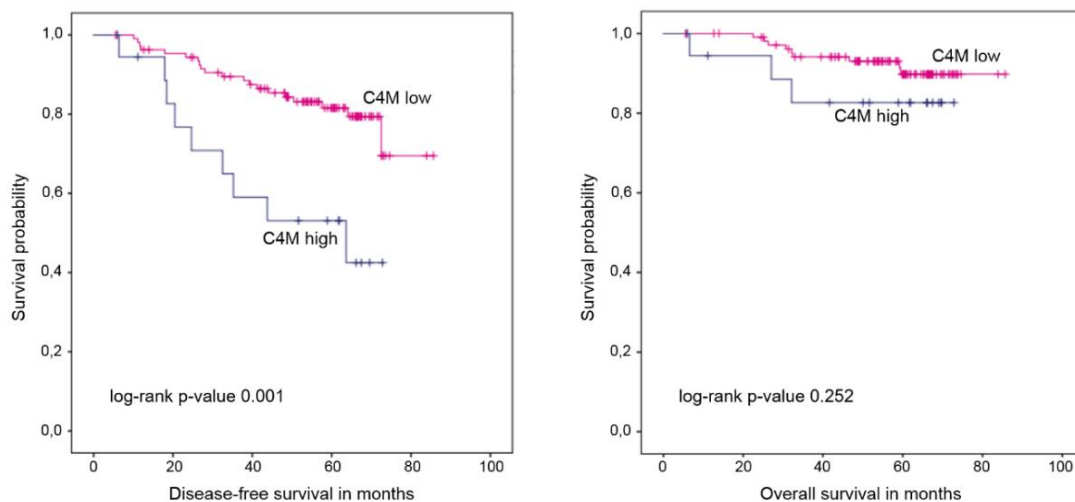 1,0
0,8
0,6
0,4
0,2
0,0
Survival probability
C4M low
C4M high
log-rank p-value 0.001
0 20 40 60 80 100
Disease-free survival in months
1,0
0,8
0,6
0,4
0,2
0,0
Survival probability
C4M low
C4M high
log-rank p-value 0.252
0 20 40 60 80 100
Overall survival in months